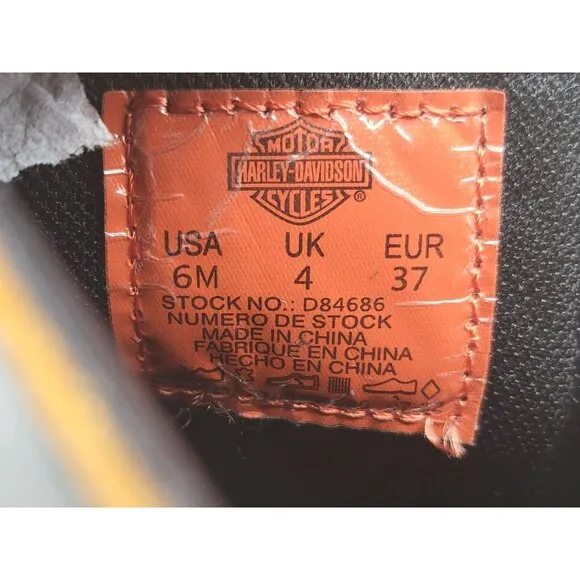 MOTOR
HARLEY-DAVIDSON
CYCLES ®
USA UK EUR
6M 4 37
STOCK NO.: D84686
NUMERO DE STOCK
MADE IN CHINA
FABRIQUE EN CHINA
HECHO EN CHINA